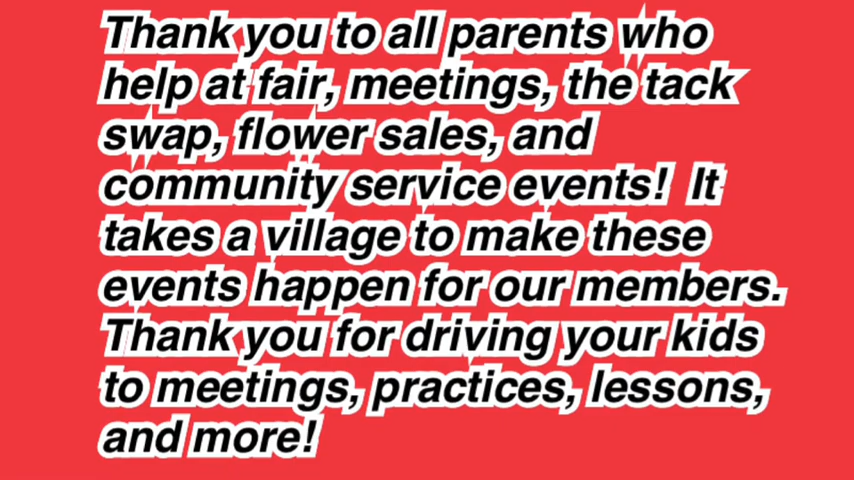 Thank you to all parents who
help at fair, meetings, the tack
swap, flower sales, and
community service events!  It
takes a village to make these
events happen for our members.
Thank you for driving your kids
to meetings, practices, lessons,
and more!